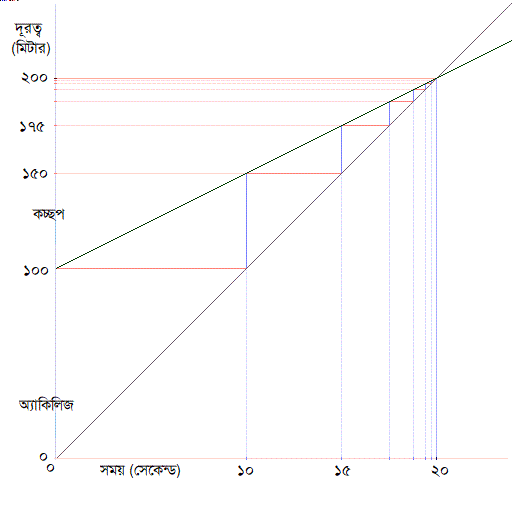 দূরত্ব
(মিটার)
২০০
১৭৫
১৫০
কচ্ছপ
১০০
অ্যাকিলিজ
০
০
সময় (সেকেন্ড)
১০
১৫
২০